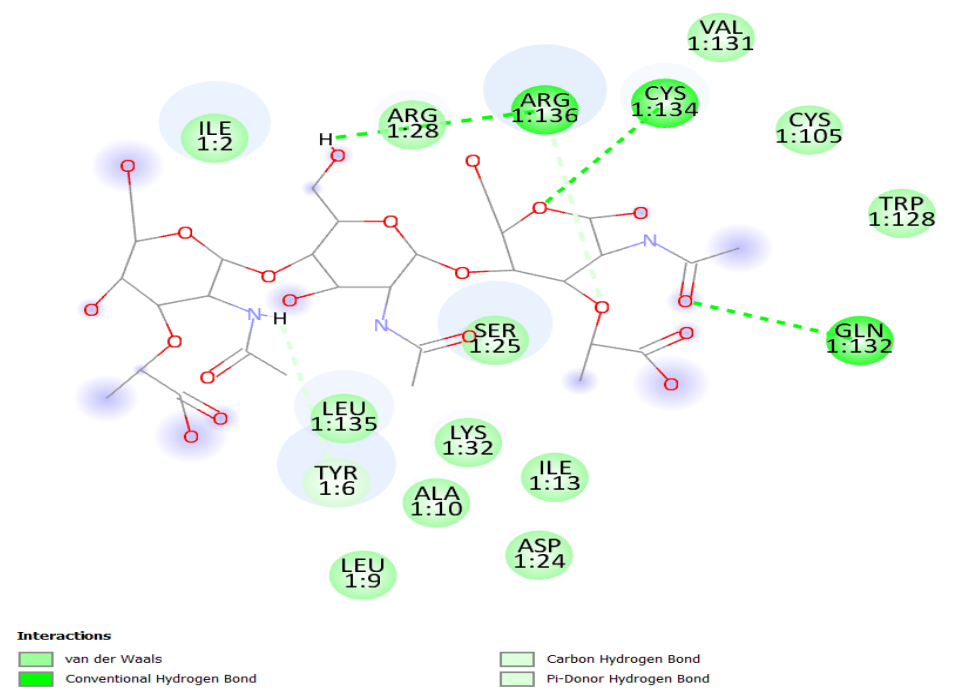 VAL
1:131
ARG
1:136
CYS
1:134
ARG
1:28
CYS
1:105
ILE
1:2
H
O
O
O
O
O
O
TRP
1:128
N
O
O
O
O
O
O
O
N
H
O
O
SER
1:25
N
O
O
GLN
1:132
O
O
O
O
O
LEU
1:135
LYS
1:32
TYR
1:6
ILE
1:13
ALA
1:10
ASP
1:24
LEU
1:9
Interactions
van der Waals
Conventional Hydrogen Bond
Carbon Hydrogen Bond
Pi-Donor Hydrogen Bond